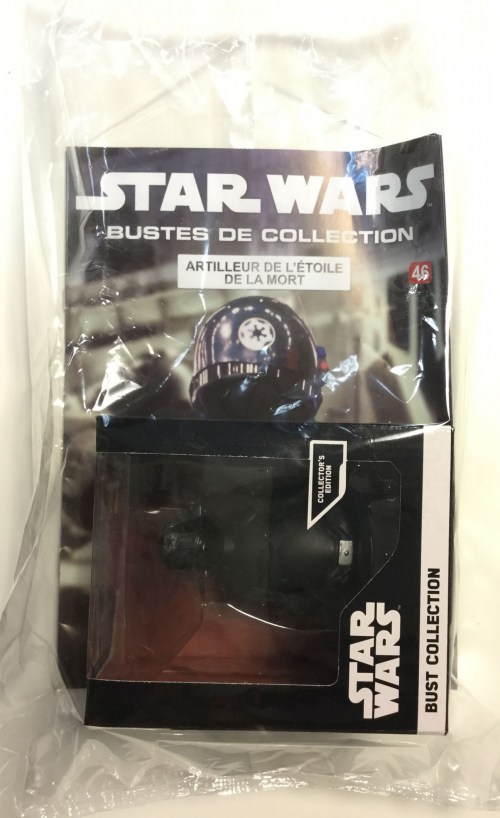 STAR WARS
BUSTES DE COLLECTION
ARTILLEUR DE L'ÉTOILE
DE LA MORT
46
COLLECTOR'S
EDITION
STAR
WARS
BUST COLLECTION